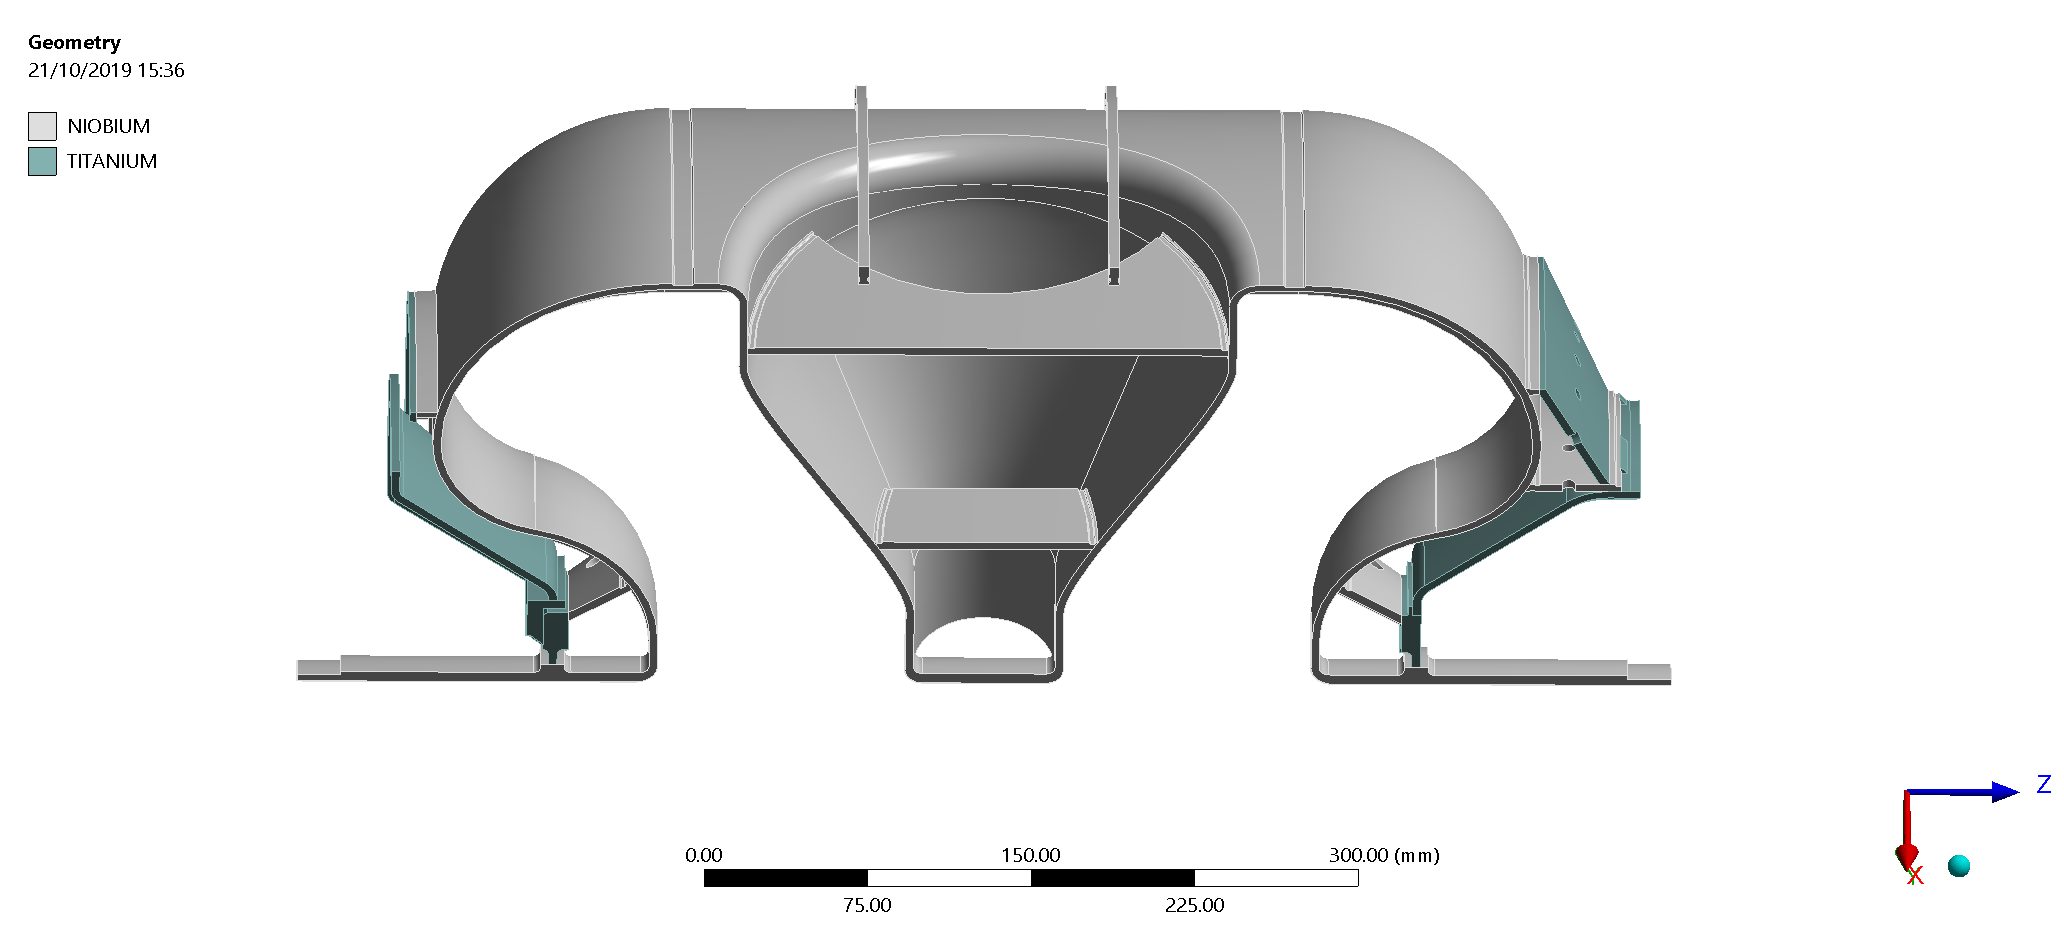 Geometry
21/10/2019 15:36
NIOBIUM
TITANIUM
Z
X
0.00 150.00 300.00 (mm)
75.00 225.00